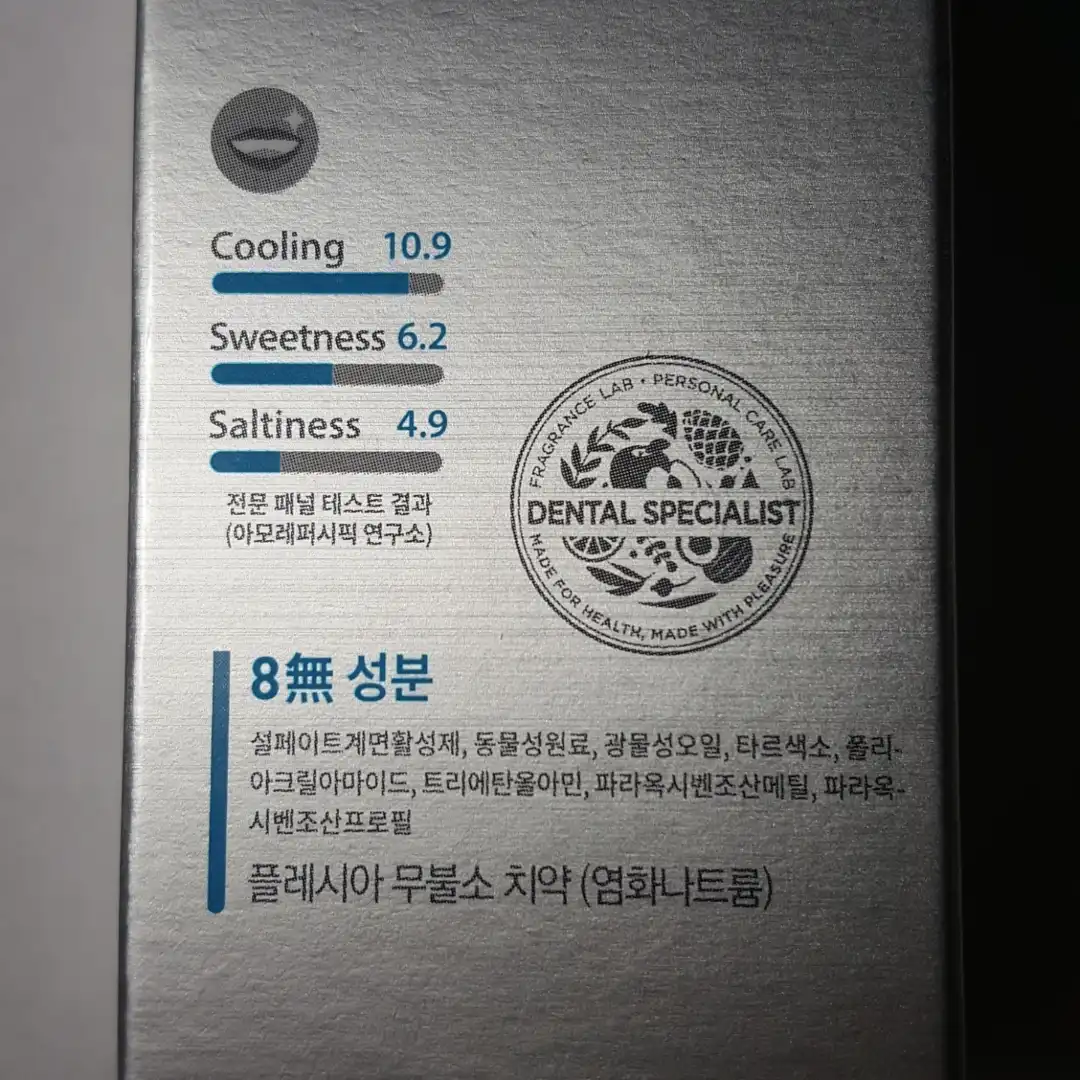 Cooling 10.9
Sweetness 6.2
Saltiness 4.9
전문 패널 테스트 결과
(아모레퍼시픽 연구소)
FRAGRANCE LAB • PERSONAL CARE LAB
DENTAL SPECIALIST
MADE FOR HEALTH, MADE WITH PLEASURE
8無 성분
설페이트계면활성제, 동물성원료, 광물성오일, 타르색소, 폴리-
아크릴아마이드, 트리에탄올아민, 파라옥시벤조산메틸, 파라옥-
시벤조산프로필
플레시아 무불소 치약 (염화나트륨)